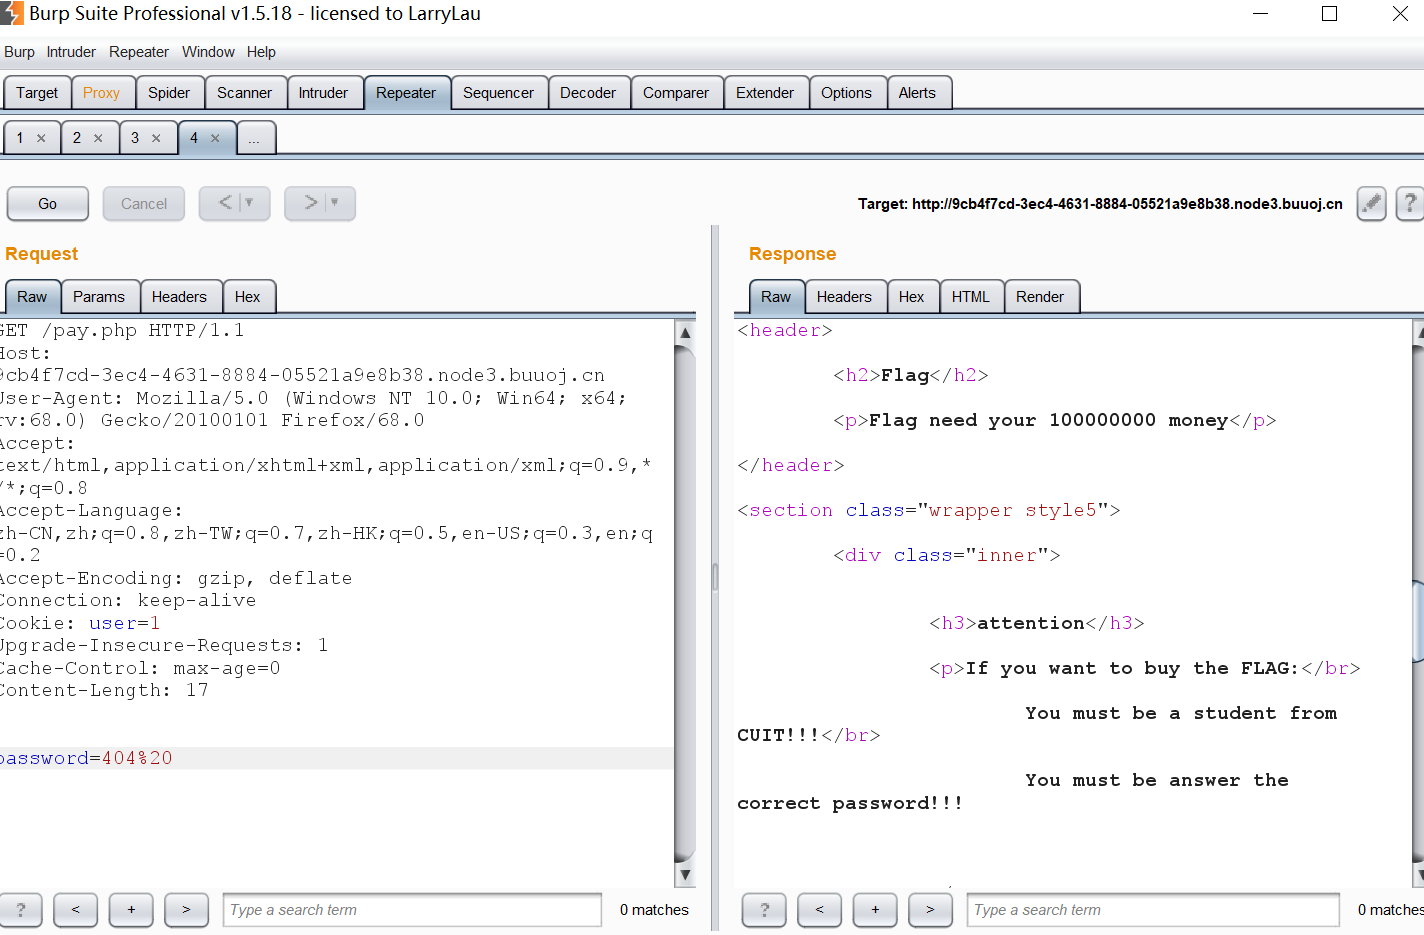 Burp Suite Professional v1.5.18 - licensed to LarryLau
Burp Intruder Repeater Window Help
Target Proxy Spider Scanner Intruder Repeater Sequencer Decoder Comparer Extender Options Alerts
1 × 2 × 3 × 4 × ...
Go Cancel < > Target: http://9cb4f7cd-3ec4-4631-8884-05521a9e8b38.node3.buuoj.cn ?
Request
Raw Params Headers Hex
GET /pay.php HTTP/1.1
Host:
9cb4f7cd-3ec4-4631-8884-05521a9e8b38.node3.buuoj.cn
User-Agent: Mozilla/5.0 (Windows NT 10.0; Win64; x64;
rv:68.0) Gecko/20100101 Firefox/68.0
Accept:
text/html,application/xhtml+xml,application/xml;q=0.9,*
/*;q=0.8
Accept-Language:
zh-CN,zh;q=0.8,zh-TW;q=0.7,zh-HK;q=0.5,en-US;q=0.3,en;q
=0.2
Accept-Encoding: gzip, deflate
Connection: keep-alive
Cookie: user=1
Upgrade-Insecure-Requests: 1
Cache-Control: max-age=0
Content-Length: 17
password=404%20
? < + > Type a search term 0 matches
Response
Raw Headers Hex HTML Render
<header>
<h2>Flag</h2>
<p>Flag need your 100000000 money</p>
</header>
<section class="wrapper style5">
<div class="inner">
<h3>attention</h3>
<p>If you want to buy the FLAG:</br>
You must be a student from
CUIT!!!</br>
You must be answer the
correct password!!!
? < + > Type a search term 0 matches